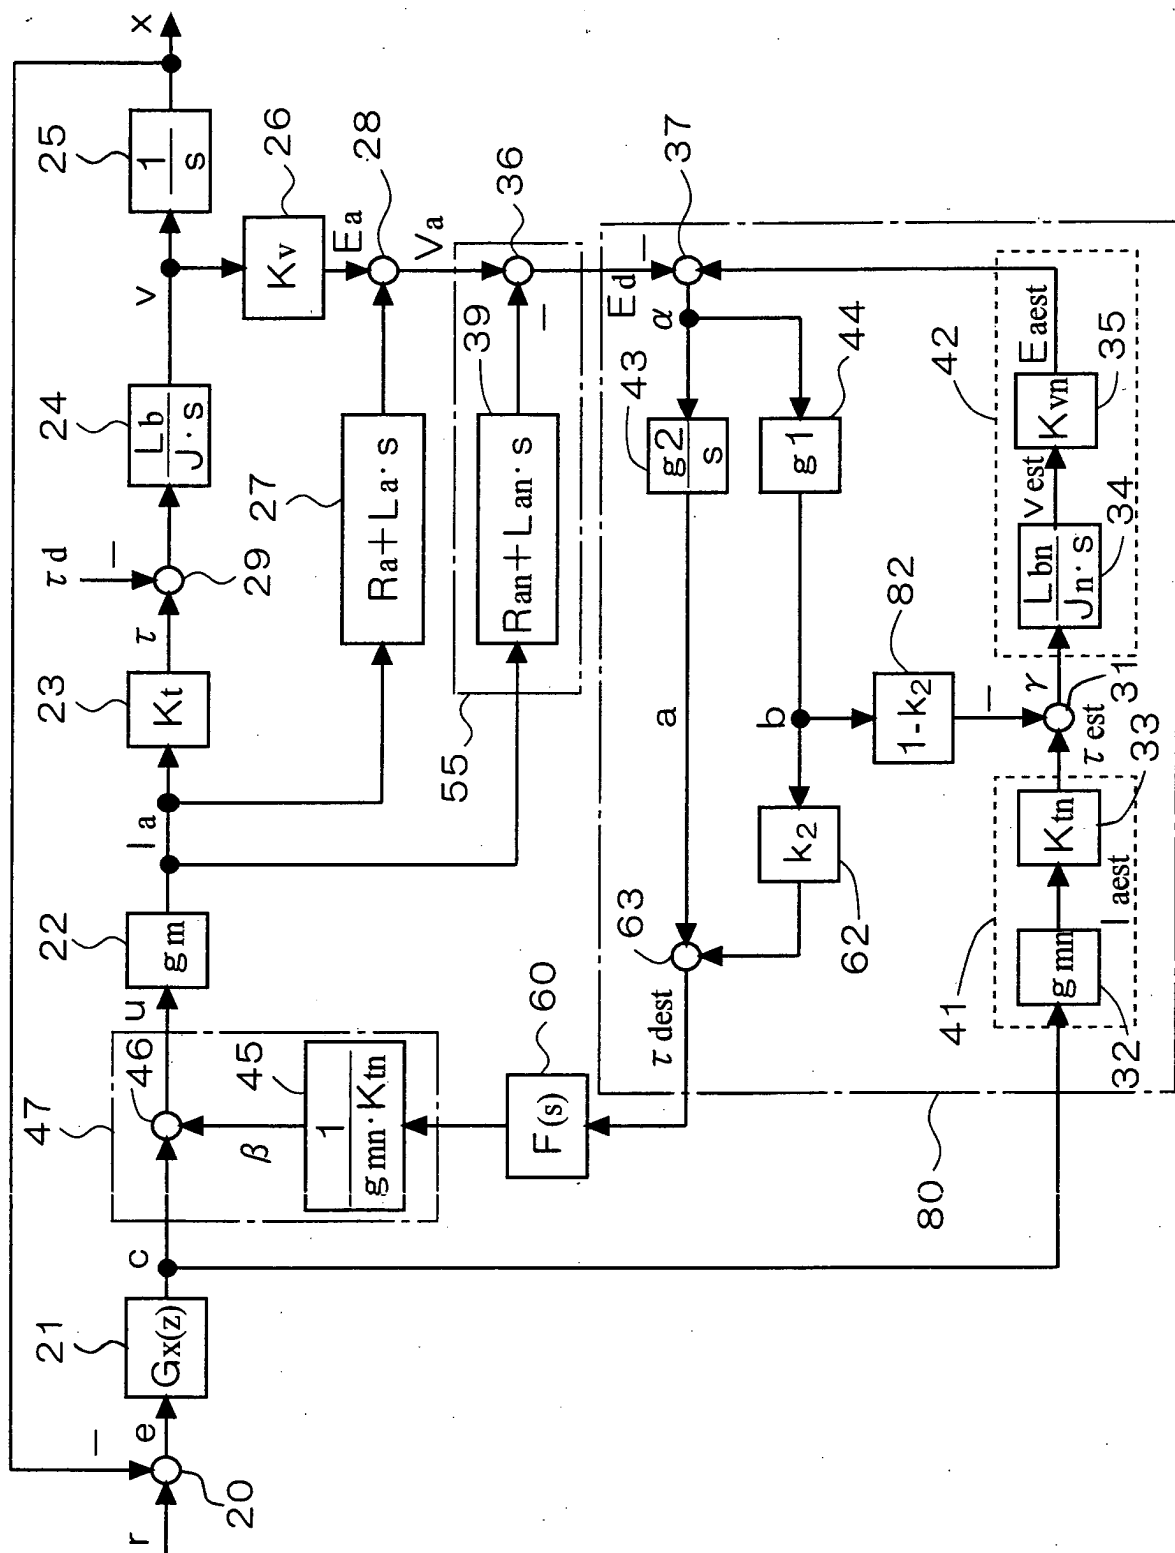 r
20
−
e
21
Gx(z)
c
47
46
u
β
45
1
gmn·Ktn
22
gm
Ia
23
Kt
τ
τd
−
29
24
Lb
J·s
v
25
1
s
x
26
Kv
Ea
28
27
Ra+La·s
Va
55
39
Ran+Lan·s
−
36
Ed
−
37
α
43
g2
s
44
g1
a
b
82
1-k2
−
62
k2
63
τdest
60
F(s)
80
41
32
gmn
Iaest
33
Ktn
τest
31
γ
42
34
Lbn
Jn·s
vest
35
Kvn
Eaest